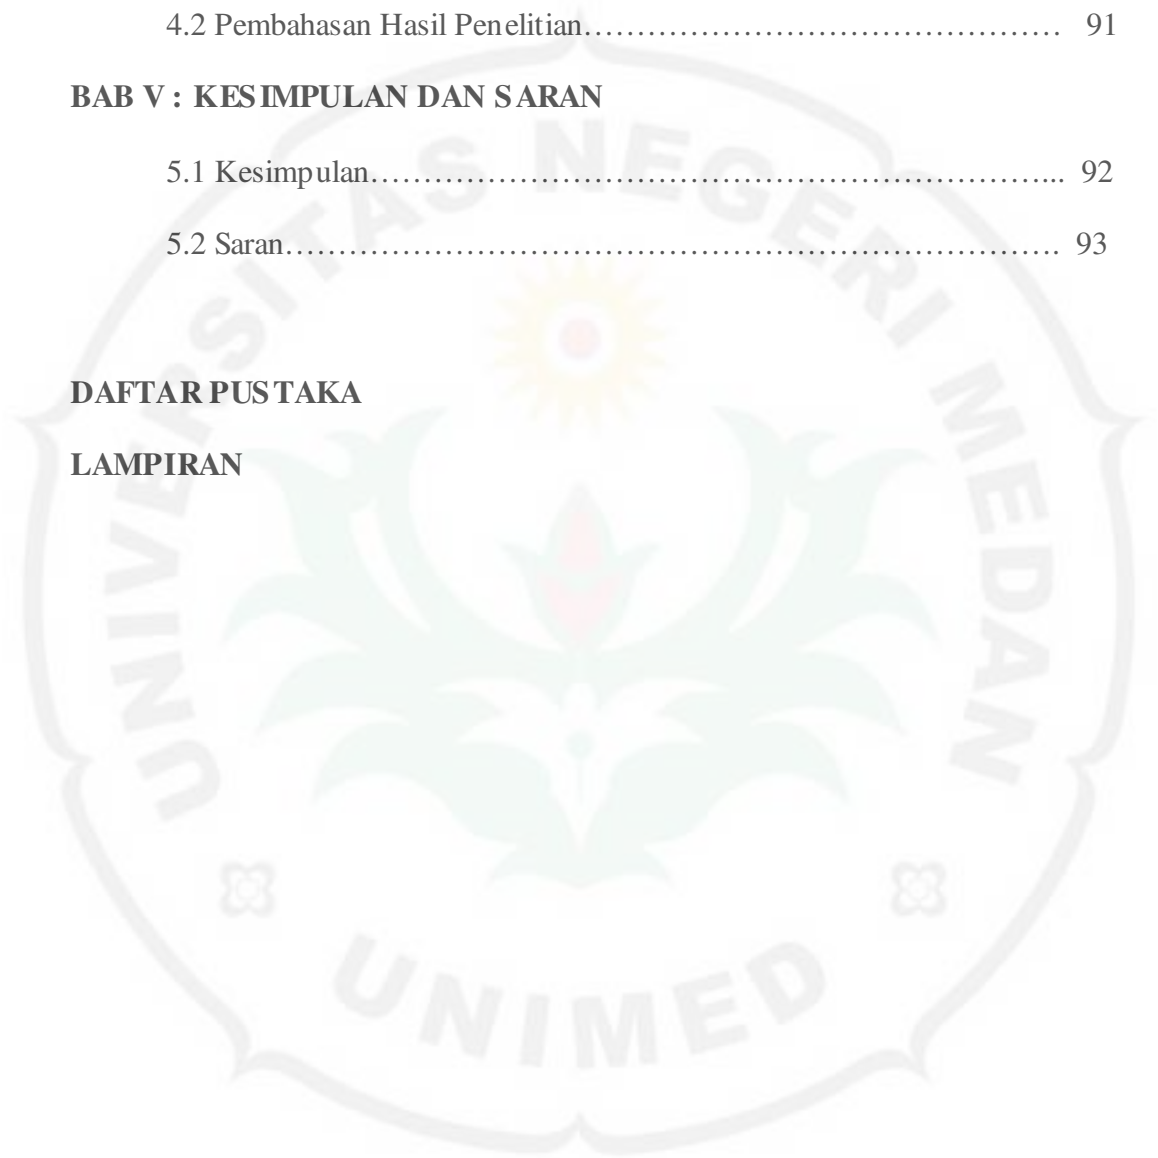 4.2 Pembahasan Hasil Penelitian……………………………………… 91
BAB V : KESIMPULAN DAN SARAN
5.1 Kesimpulan………………………………………………………... 92
5.2 Saran………………………………………………………………. 93
DAFTAR PUSTAKA
LAMPIRAN
UNIVERSITAS NEGERI MEDAN
UNIMED